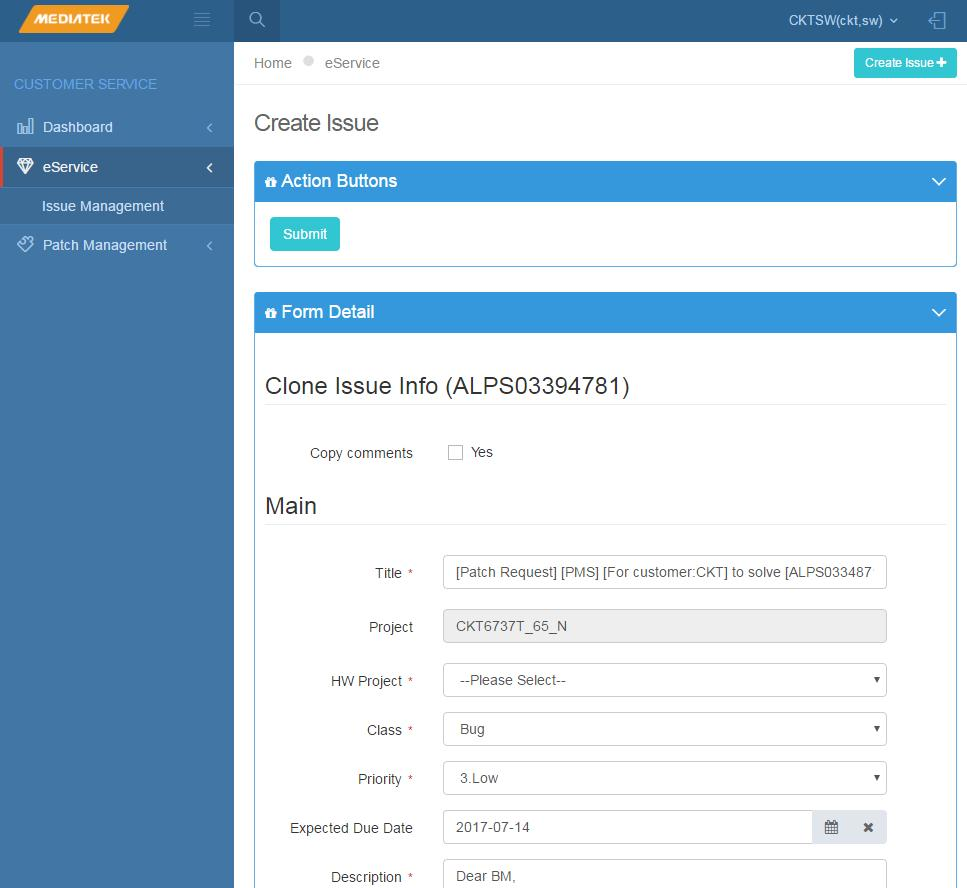 MEDIATEK
CKTSW(ckt,sw)
CUSTOMER SERVICE
Dashboard
eService
Issue Management
Patch Management
Home
eService
Create Issue
Create Issue
Action Buttons
Submit
Form Detail
Clone Issue Info (ALPS03394781)
Copy comments
Yes
Main
Title *
[Patch Request] [PMS] [For customer:CKT] to solve [ALPS033487
Project
CKT6737T_65_N
HW Project *
--Please Select--
Class *
Bug
Priority *
3.Low
Expected Due Date
2017-07-14
Description *
Dear BM,